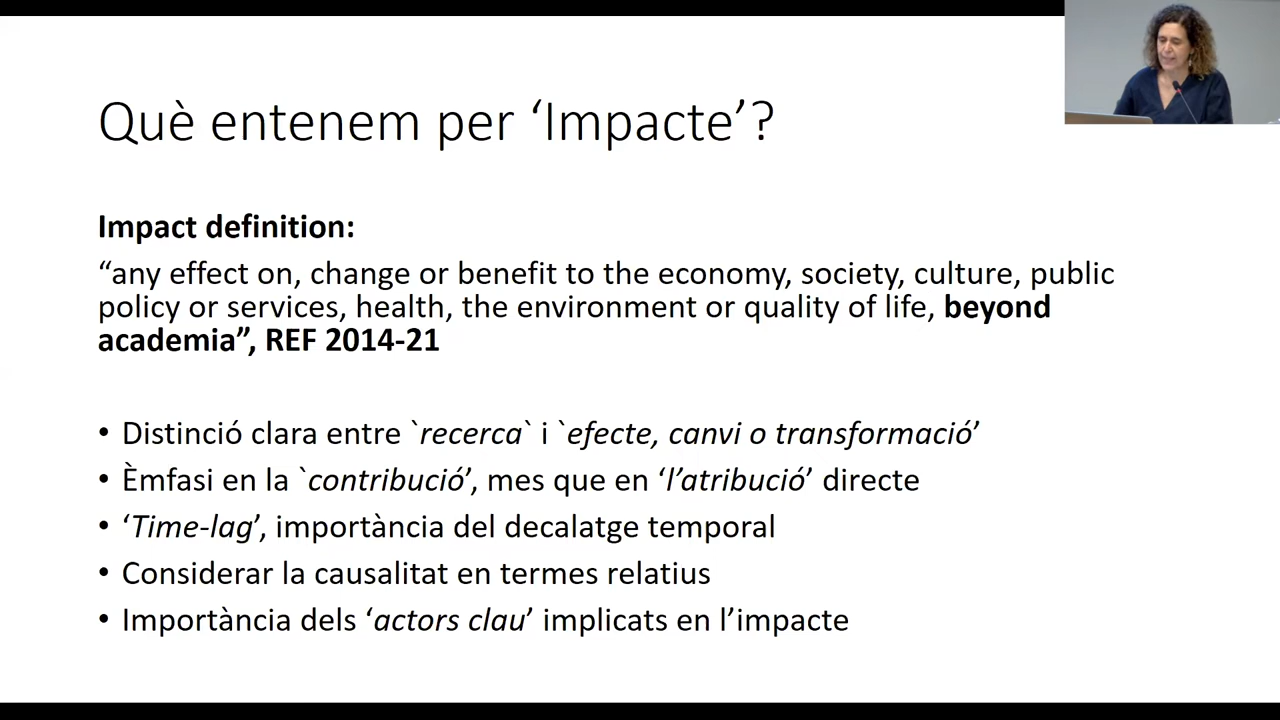 Què entenem per ‘Impacte’?
Impact definition:
“any effect on, change or benefit to the economy, society, culture, public
policy or services, health, the environment or quality of life, beyond
academia”, REF 2014-21
• Distinció clara entre `recerca` i `efecte, canvi o transformació’
• Èmfasi en la `contribució’, mes que en ‘l’atribució’ directe
• ‘Time-lag’, importància del decalatge temporal
• Considerar la causalitat en termes relatius
• Importància dels ‘actors clau’ implicats en l’impacte